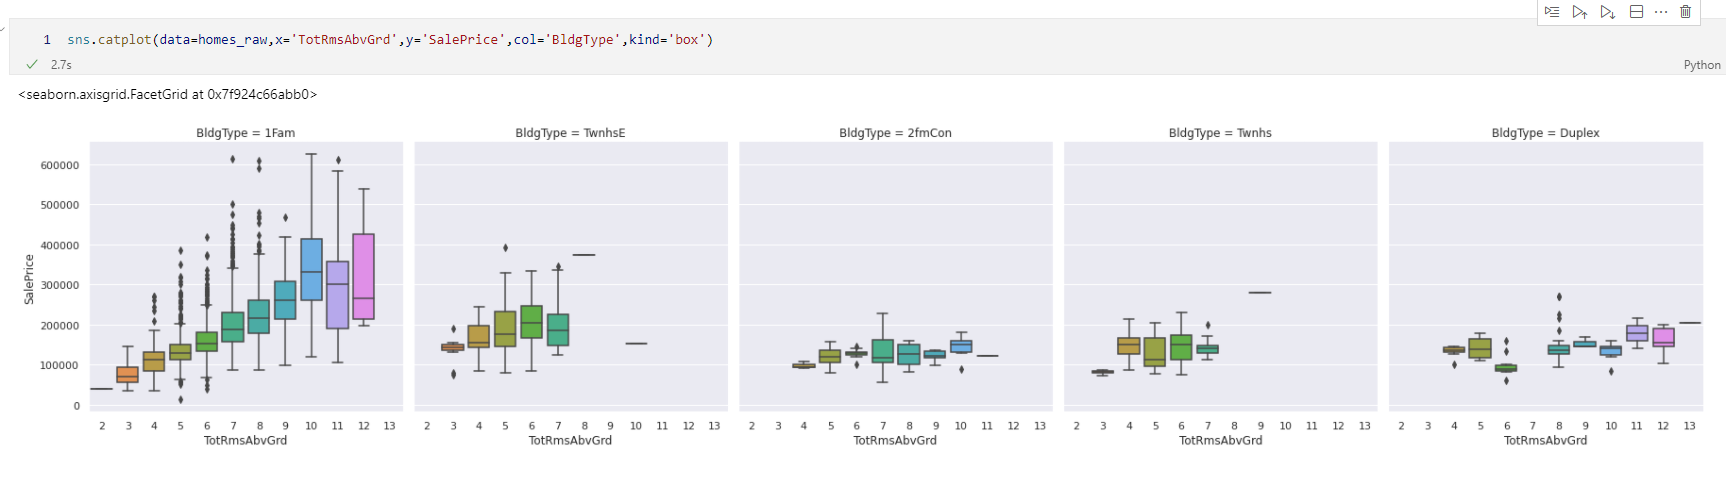 1 sns.catplot(data=homes_raw,x='TotRmsAbvGrd',y='SalePrice',col='BldgType',kind='box')
2.7s
Python
<seaborn.axisgrid.FacetGrid at 0x7f924c66abb0>
BldgType = 1Fam
BldgType = TwnhsE
BldgType = 2fmCon
BldgType = Twnhs
BldgType = Duplex
600000
500000
400000
300000
200000
100000
0
SalePrice
2 3 4 5 6 7 8 9 10 11 12 13
TotRmsAbvGrd
2 3 4 5 6 7 8 9 10 11 12 13
TotRmsAbvGrd
2 3 4 5 6 7 8 9 10 11 12 13
TotRmsAbvGrd
2 3 4 5 6 7 8 9 10 11 12 13
TotRmsAbvGrd
2 3 4 5 6 7 8 9 10 11 12 13
TotRmsAbvGrd